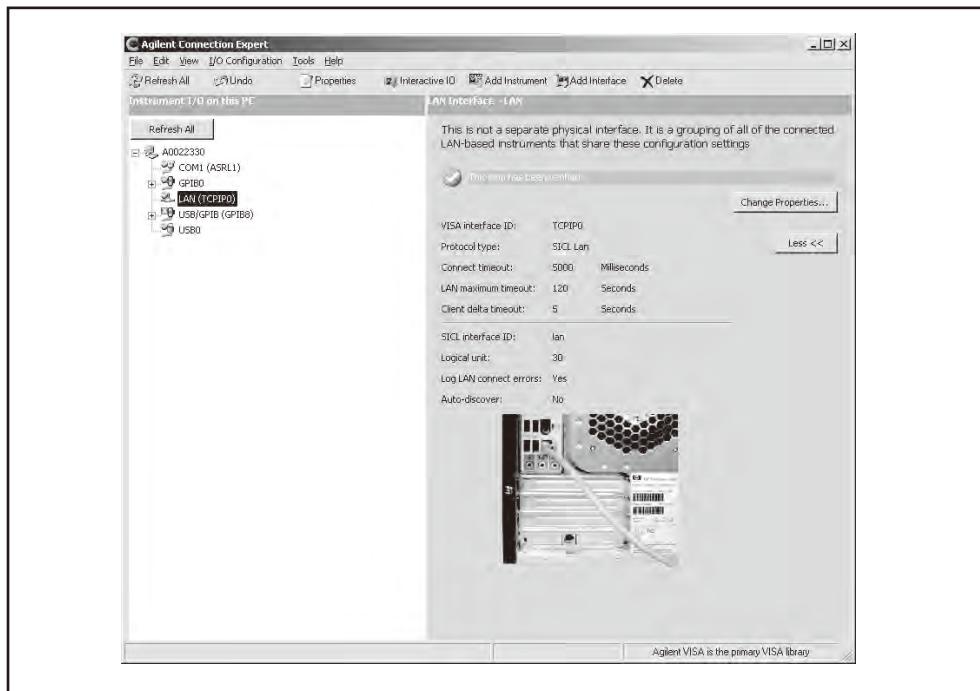 Agilent Connection Expert
File Edit View I/O Configuration Tools Help
Refresh All Undo Properties Interactive IO Add Instrument Add Interface Delete
Instrument I/O on this PC
LAN Interface - LAN
Refresh All
A0022330
COM1 (ASRL1)
GPIB0
LAN (TCPIP0)
USB/GPIB (GPIB8)
USB0
This is not a separate physical interface. It is a grouping of all of the connected
LAN-based instruments that share these configuration settings
This item has been verified
Change Properties...
VISA interface ID: TCPIP0
Less <<
Protocol type: SICL Lan
Connect timeout: 5000 Milliseconds
LAN maximum timeout: 120 Seconds
Client delta timeout: 5 Seconds
SICL interface ID: lan
Logical unit: 30
Log LAN connect errors: Yes
Auto-discover: No
Agilent VISA is the primary VISA library